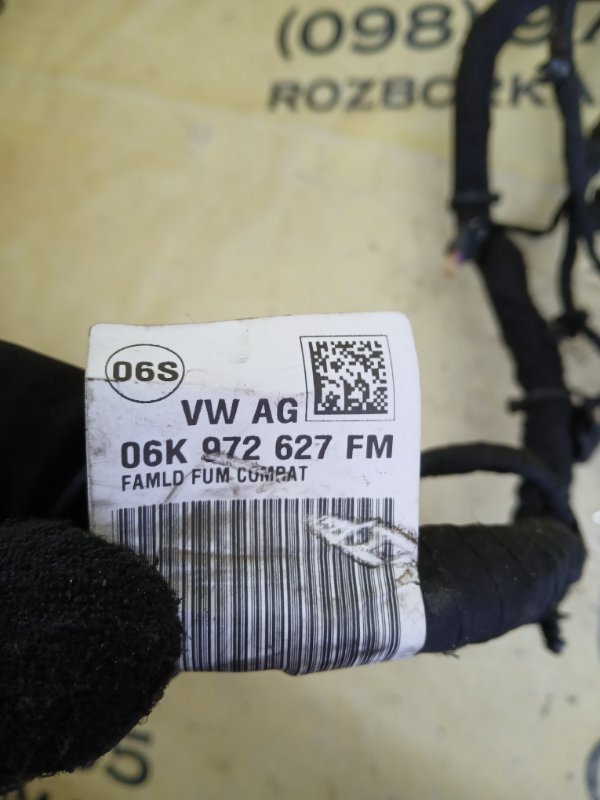 (098)
ROZBORKA
06S
VW AG
06K 972 627 FM
FAMLD FUM COMPAT